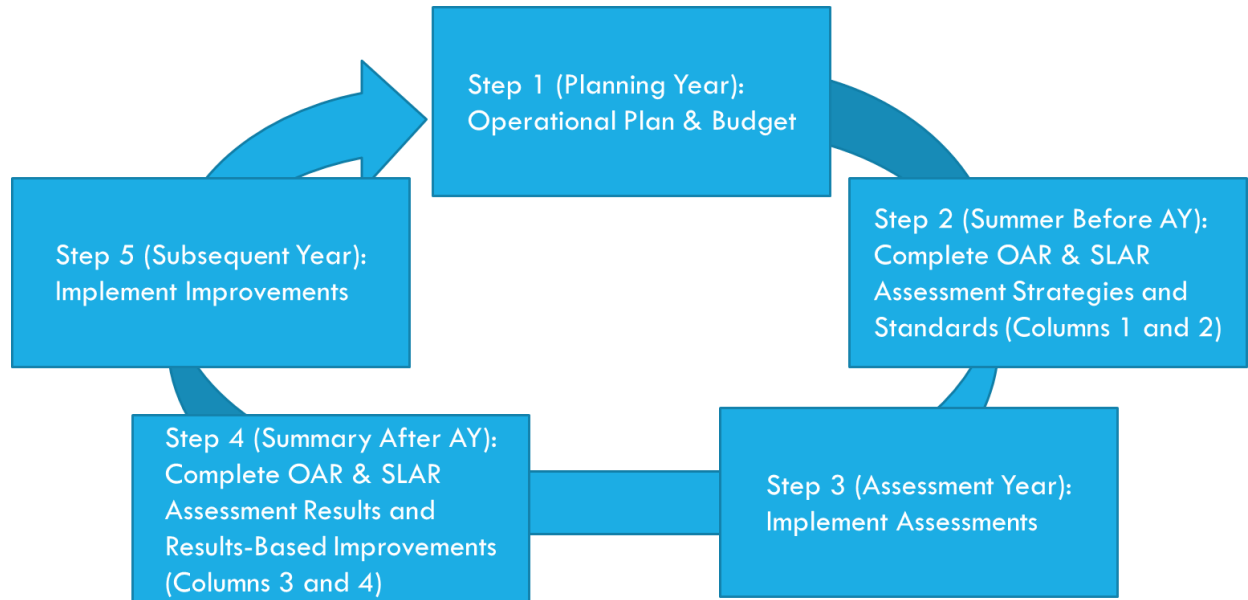 Step 1 (Planning Year):
Operational Plan & Budget
Step 2 (Summer Before AY):
Complete OAR & SLAR
Assessment Strategies and
Standards (Columns 1 and 2)
Step 3 (Assessment Year):
Implement Assessments
Step 4 (Summary After AY):
Complete OAR & SLAR
Assessment Results and
Results-Based Improvements
(Columns 3 and 4)
Step 5 (Subsequent Year):
Implement Improvements